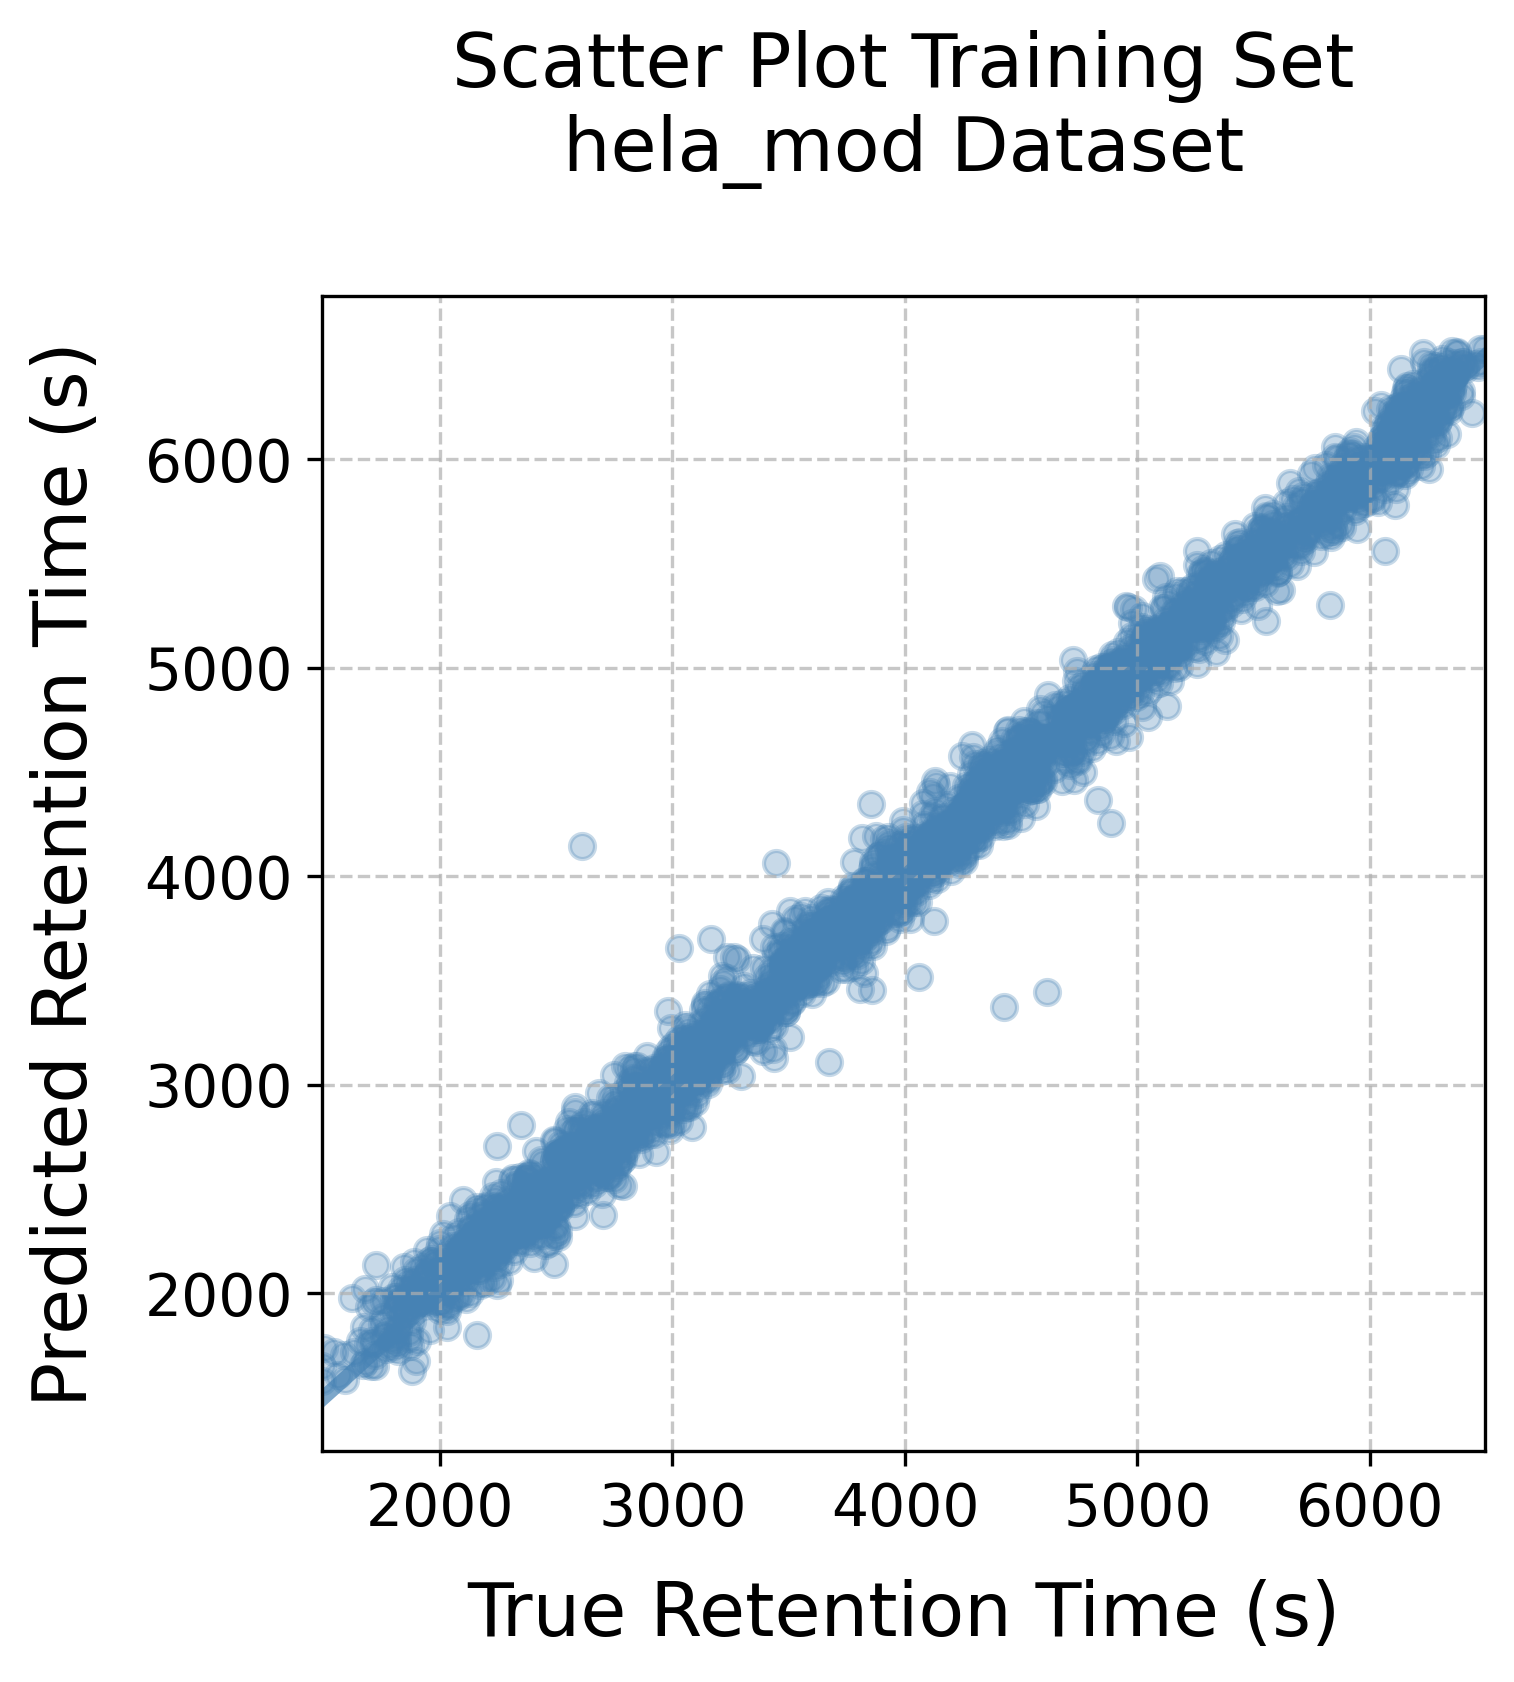 Scatter Plot Training Set
hela_mod Dataset
Predicted Retention Time (s)
6000
5000
4000
3000
2000
2000 3000 4000 5000 6000
True Retention Time (s)